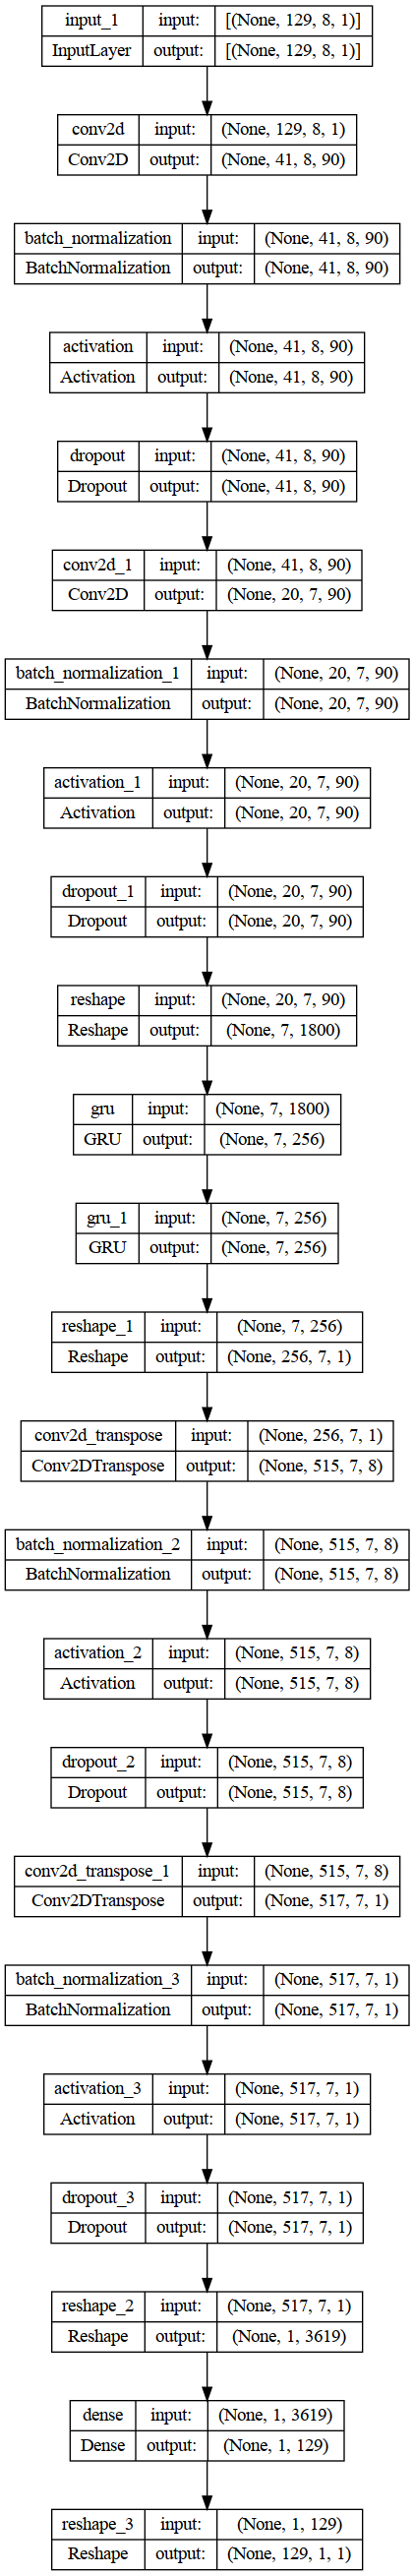 input_1 input: [(None, 129, 8, 1)]
InputLayer output: [(None, 129, 8, 1)]
conv2d input: (None, 129, 8, 1)
Conv2D output: (None, 41, 8, 90)
batch_normalization input: (None, 41, 8, 90)
BatchNormalization output: (None, 41, 8, 90)
activation input: (None, 41, 8, 90)
Activation output: (None, 41, 8, 90)
dropout input: (None, 41, 8, 90)
Dropout output: (None, 41, 8, 90)
conv2d_1 input: (None, 41, 8, 90)
Conv2D output: (None, 20, 7, 90)
batch_normalization_1 input: (None, 20, 7, 90)
BatchNormalization output: (None, 20, 7, 90)
activation_1 input: (None, 20, 7, 90)
Activation output: (None, 20, 7, 90)
dropout_1 input: (None, 20, 7, 90)
Dropout output: (None, 20, 7, 90)
reshape input: (None, 20, 7, 90)
Reshape output: (None, 7, 1800)
gru input: (None, 7, 1800)
GRU output: (None, 7, 256)
gru_1 input: (None, 7, 256)
GRU output: (None, 7, 256)
reshape_1 input: (None, 7, 256)
Reshape output: (None, 256, 7, 1)
conv2d_transpose input: (None, 256, 7, 1)
Conv2DTranspose output: (None, 515, 7, 8)
batch_normalization_2 input: (None, 515, 7, 8)
BatchNormalization output: (None, 515, 7, 8)
activation_2 input: (None, 515, 7, 8)
Activation output: (None, 515, 7, 8)
dropout_2 input: (None, 515, 7, 8)
Dropout output: (None, 515, 7, 8)
conv2d_transpose_1 input: (None, 515, 7, 8)
Conv2DTranspose output: (None, 517, 7, 1)
batch_normalization_3 input: (None, 517, 7, 1)
BatchNormalization output: (None, 517, 7, 1)
activation_3 input: (None, 517, 7, 1)
Activation output: (None, 517, 7, 1)
dropout_3 input: (None, 517, 7, 1)
Dropout output: (None, 517, 7, 1)
reshape_2 input: (None, 517, 7, 1)
Reshape output: (None, 1, 3619)
dense input: (None, 1, 3619)
Dense output: (None, 1, 129)
reshape_3 input: (None, 1, 129)
Reshape output: (None, 129, 1, 1)